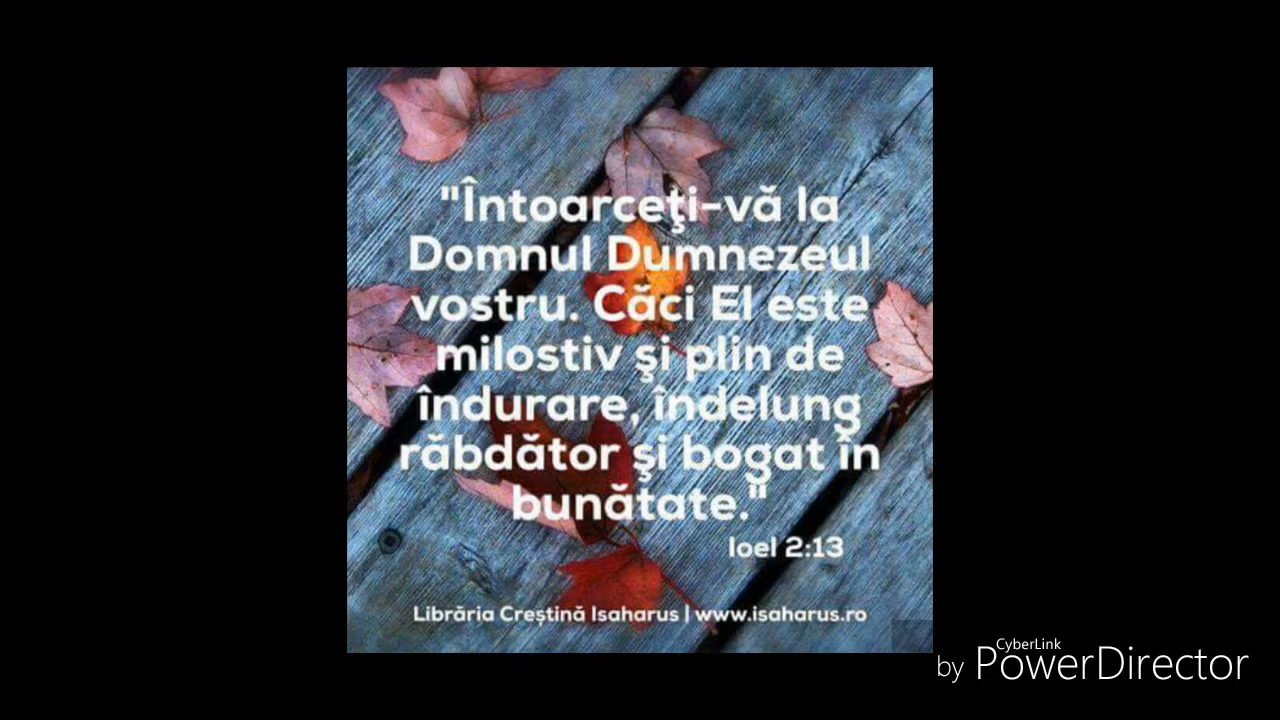 "Întoarceţi-vă la
Domnul Dumnezeul
vostru. Căci El este
milostiv şi plin de
îndurare, îndelung
răbdător şi bogat în
bunătate."
Ioel 2:13
Librăria Creștină Isaharus | www.isaharus.ro
by CyberLink PowerDirector